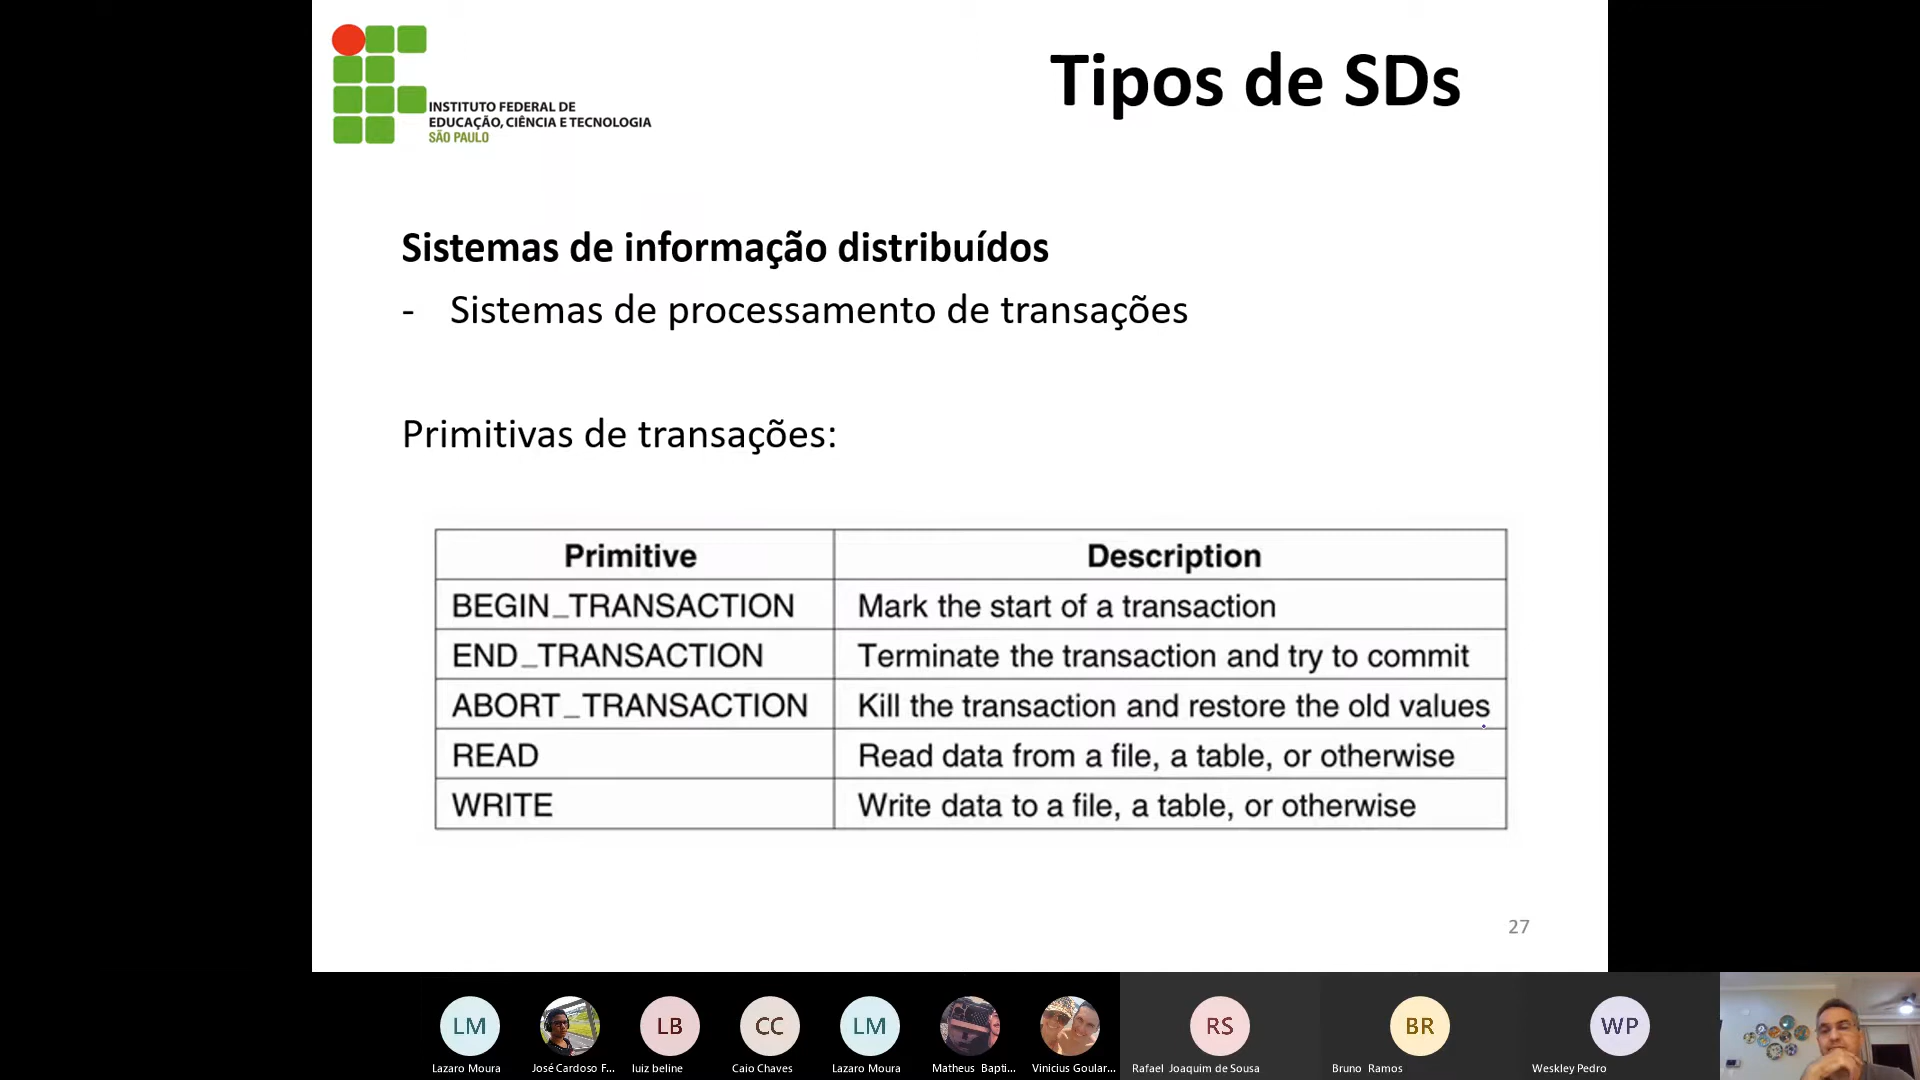 INSTITUTO FEDERAL DE
EDUCAÇÃO, CIÊNCIA E TECNOLOGIA
SÃO PAULO
Tipos de SDs
Sistemas de informação distribuídos
- Sistemas de processamento de transações
Primitivas de transações:
Primitive Description
BEGIN_TRANSACTION Mark the start of a transaction
END_TRANSACTION Terminate the transaction and try to commit
ABORT_TRANSACTION Kill the transaction and restore the old values
READ Read data from a file, a table, or otherwise
WRITE Write data to a file, a table, or otherwise
27
LM LB CC LM RS BR WP
Lazaro Moura José Cardoso F... luiz beline Caio Chaves Lazaro Moura Matheus Bapti... Vinicius Goular... Rafael Joaquim de Sousa Bruno Ramos Weskley Pedro